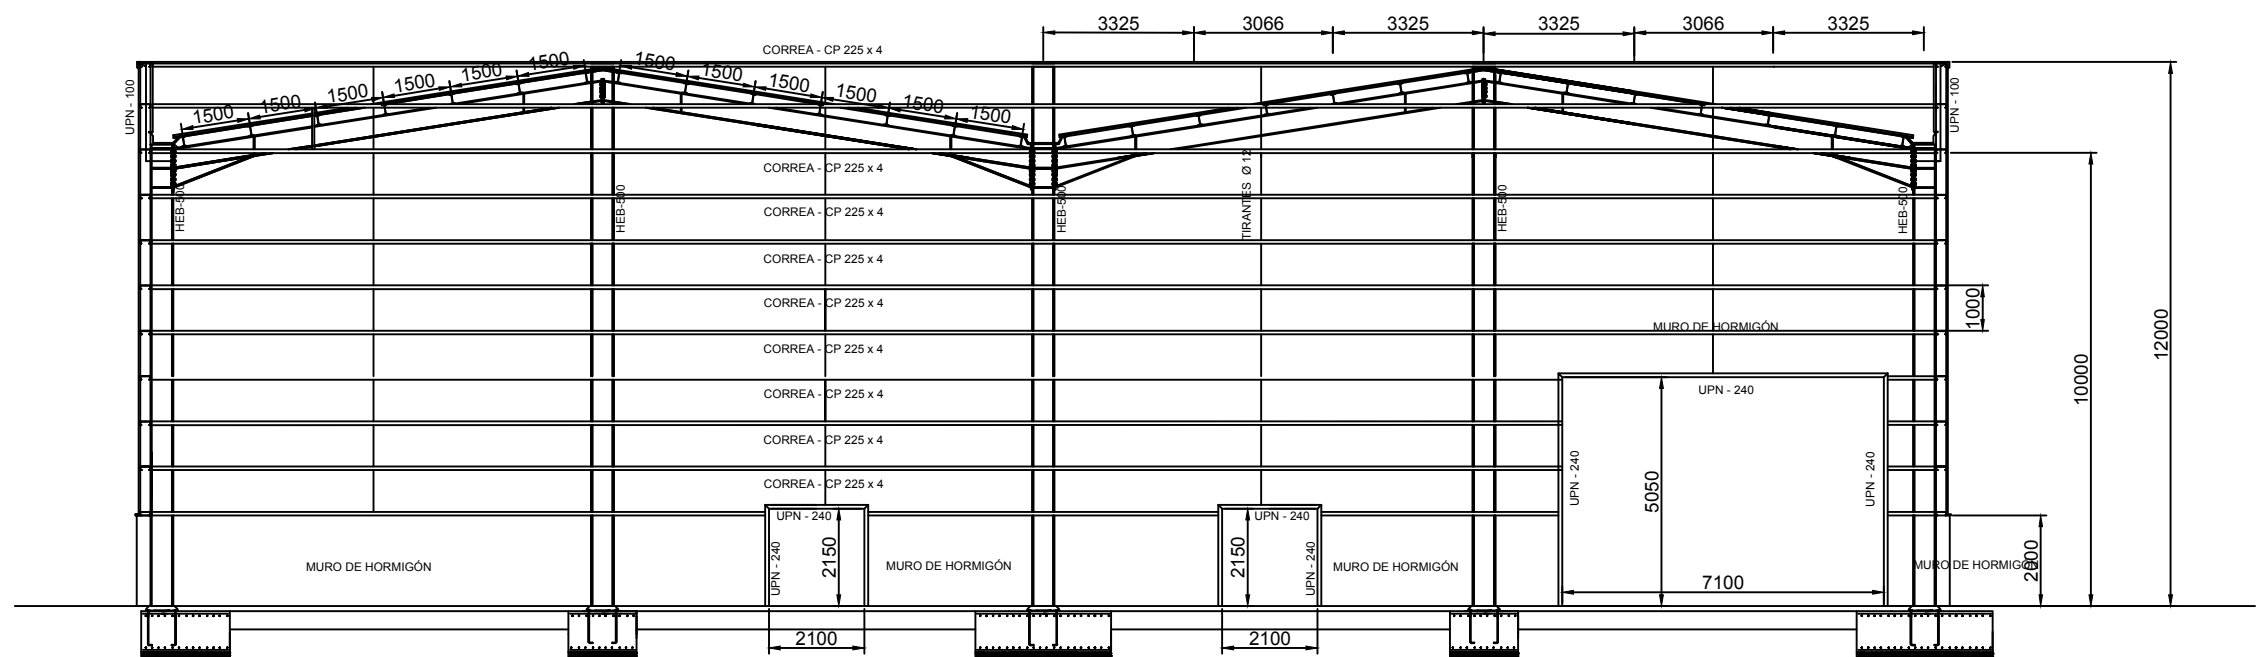 3325
3066
3325
3325
3066
3325
CORREA - CP 225 x 4
UPN - 100
1500
1500
1500
1500
1500
1500
1500
1500
1500
1500
1500
1500
UPN - 100
CORREA - CP 225 x 4
TIRANTES Ø 12
HEB-500
HEB-500
HEB-500
HEB-500
HEB-500
CORREA - CP 225 x 4
CORREA - CP 225 x 4
CORREA - CP 225 x 4
1000
MURO DE HORMIGÓN
12000
CORREA - CP 225 x 4
10000
CORREA - CP 225 x 4
UPN - 240
CORREA - CP 225 x 4
UPN - 240
5050
UPN - 240
CORREA - CP 225 x 4
UPN - 240
UPN - 240
2150
UPN - 240
2150
UPN - 240
2000
MURO DE HORMIGÓN
MURO DE HORMIGÓN
MURO DE HORMIGÓN
MURO DE HORMIGÓN
7100
2100
2100